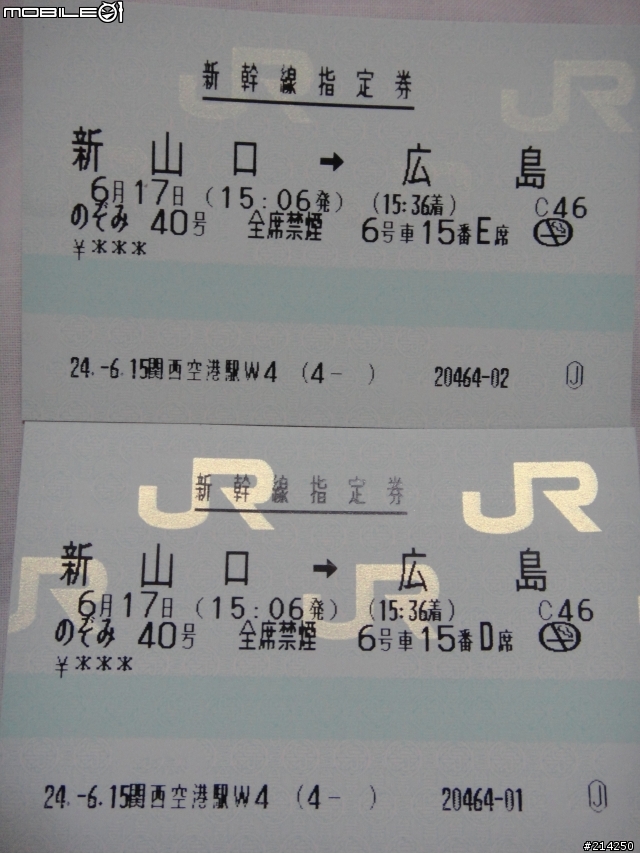 MOBILE01
JR JR
新幹線指定券
新山口 → 広島
6月17日 (15:06発) (15:36着) C46
のぞみ 40号 全席禁煙 6号車15番E席
¥***
24.-6.15関西空港駅W4 (4- ) 20464-02 J
JR JR
新幹線指定券
新山口 → 広島
JR JR
6月17日 (15:06発) (15:36着) C46
のぞみ 40号 全席禁煙 6号車15番D席
¥***
24.-6.15関西空港駅W4 (4- ) 20464-01 J
#214250